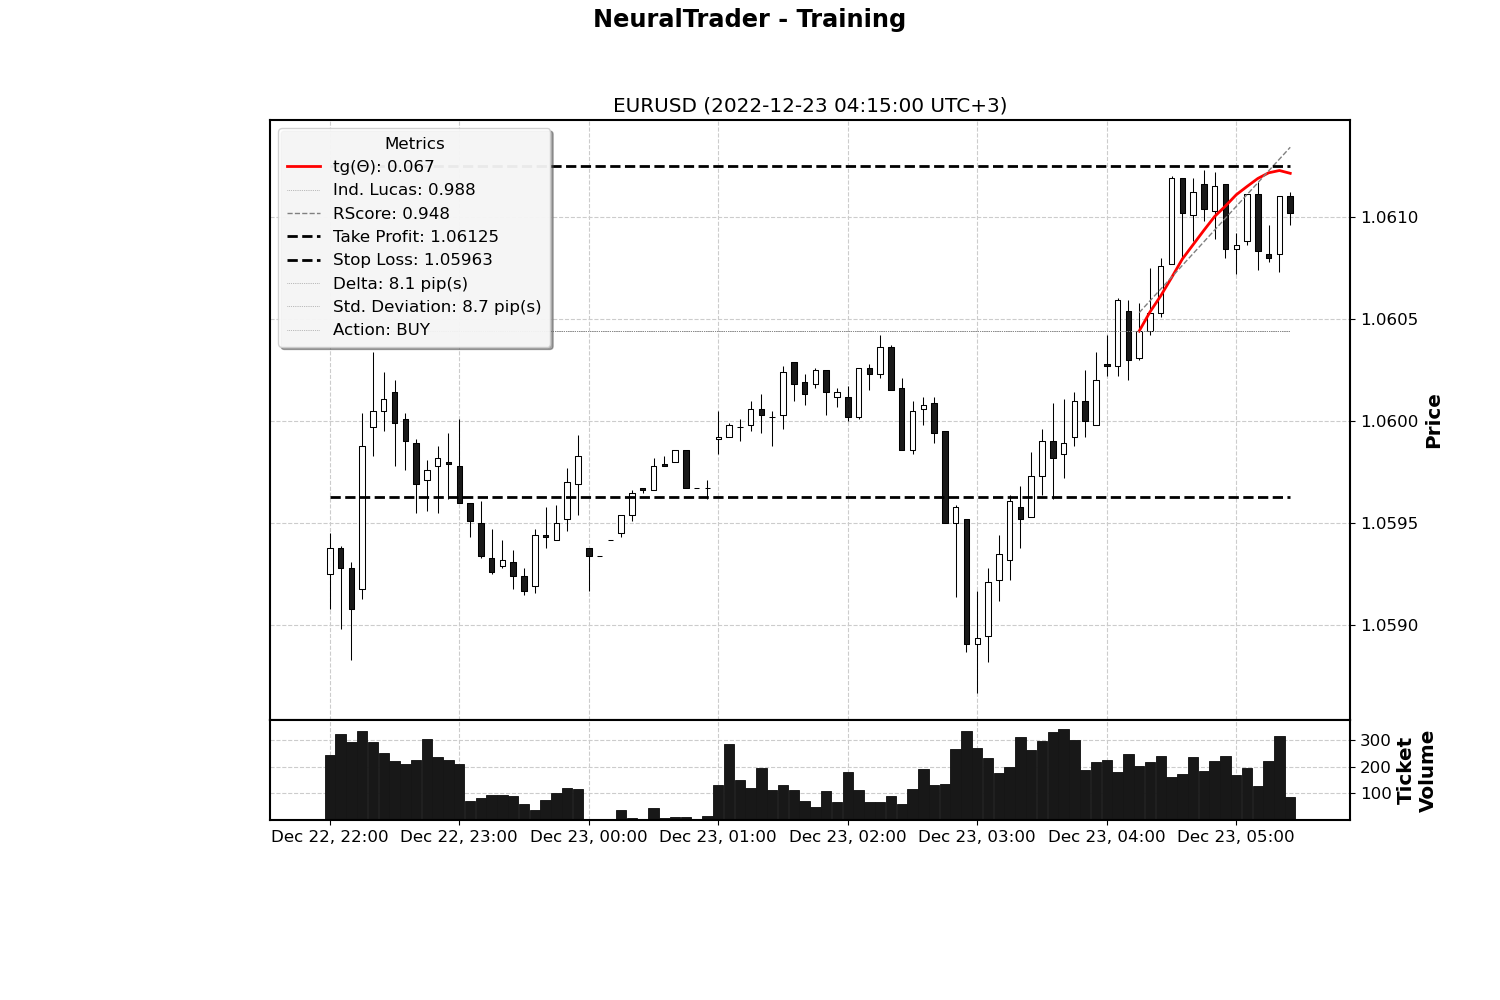 NeuralTrader - Training
EURUSD (2022-12-23 04:15:00 UTC+3)
Metrics
tg(Θ): 0.067
Ind. Lucas: 0.988
RScore: 0.948
Take Profit: 1.06125
Stop Loss: 1.05963
Delta: 8.1 pip(s)
Std. Deviation: 8.7 pip(s)
Action: BUY
1.0610
1.0605
1.0600
1.0595
1.0590
Price
300
200
100
Ticket
Volume
Dec 22, 22:00
Dec 22, 23:00
Dec 23, 00:00
Dec 23, 01:00
Dec 23, 02:00
Dec 23, 03:00
Dec 23, 04:00
Dec 23, 05:00